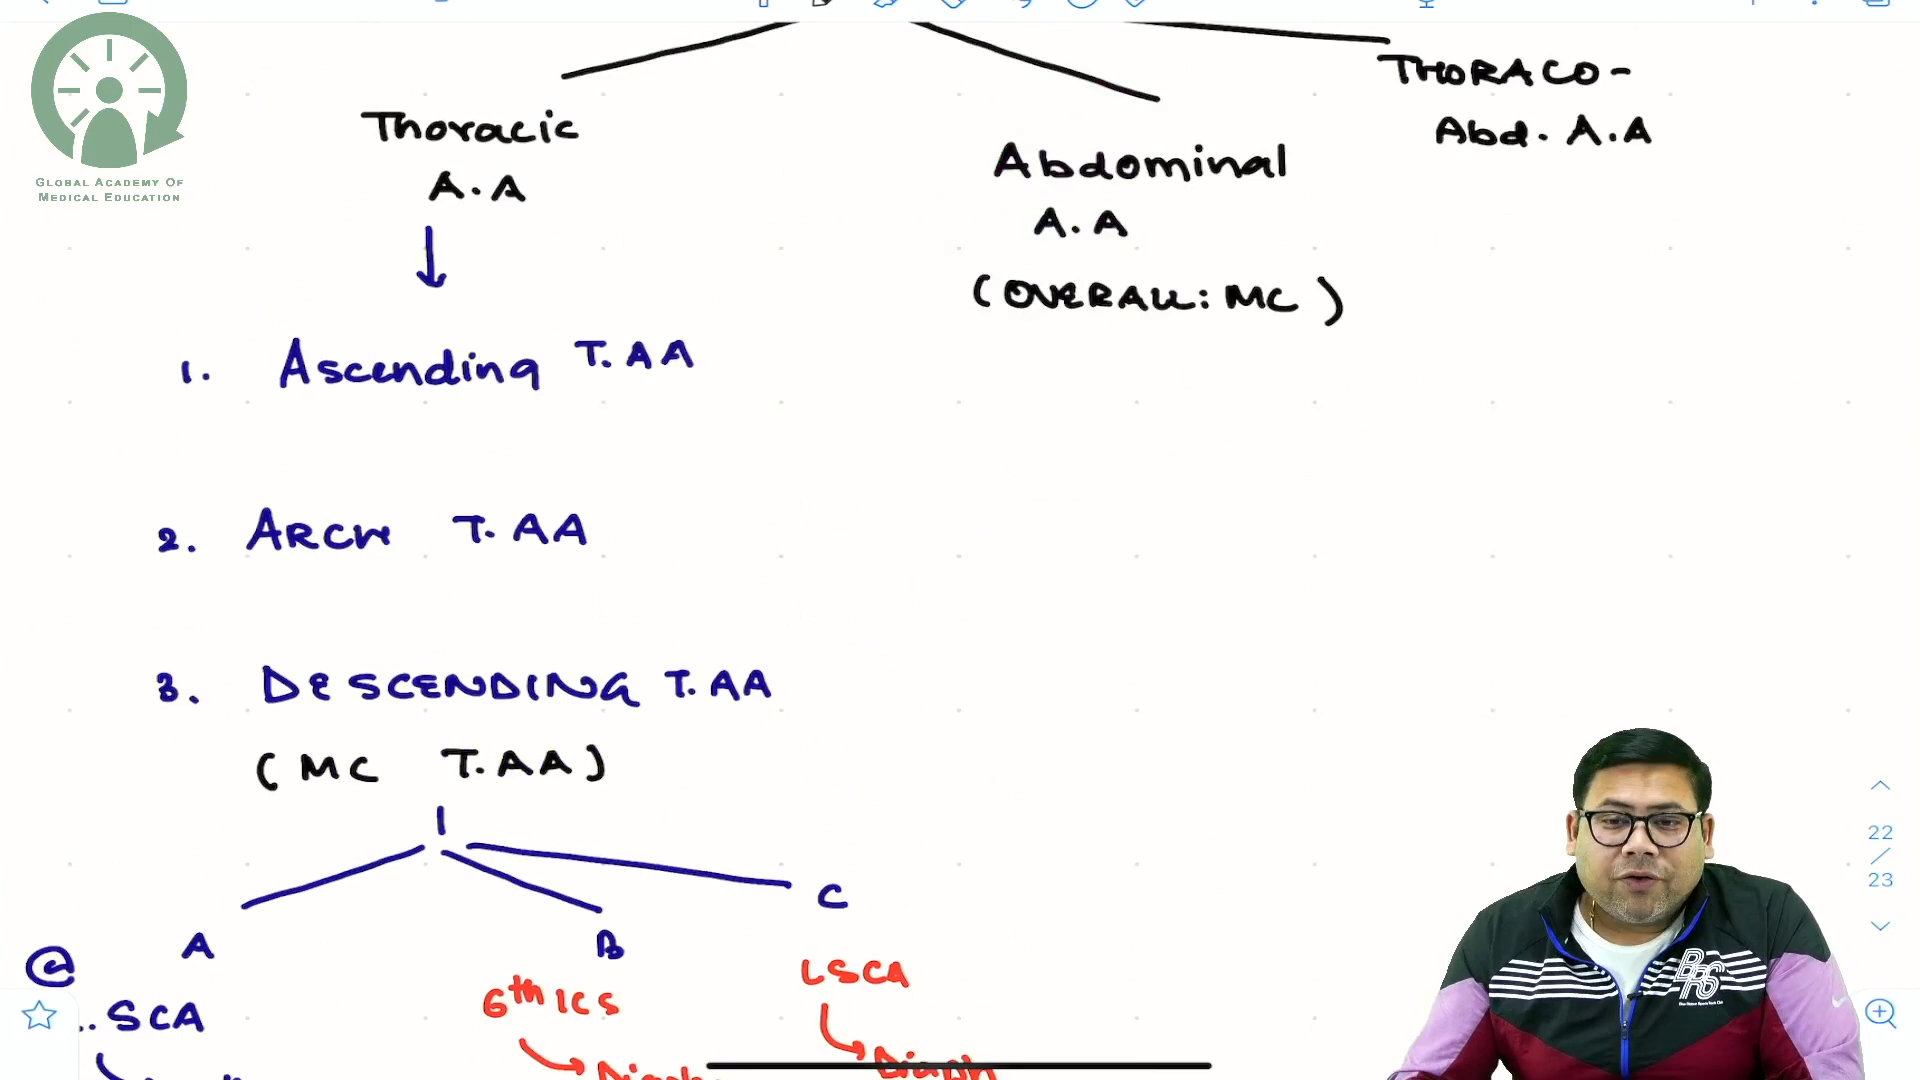 GLOBAL ACADEMY OF
MEDICAL EDUCATION
THORACO-
Abd. A.A
Thoracic
A.A
Abdominal
A.A
(OVERALL: MC)
1. Ascending T.AA
2. ARCH T.AA
3. DESCENDING T.AA
(MC T.AA)
A
B
C
@
SCA
6th ICS
LSCA
Diaph
22
/
23